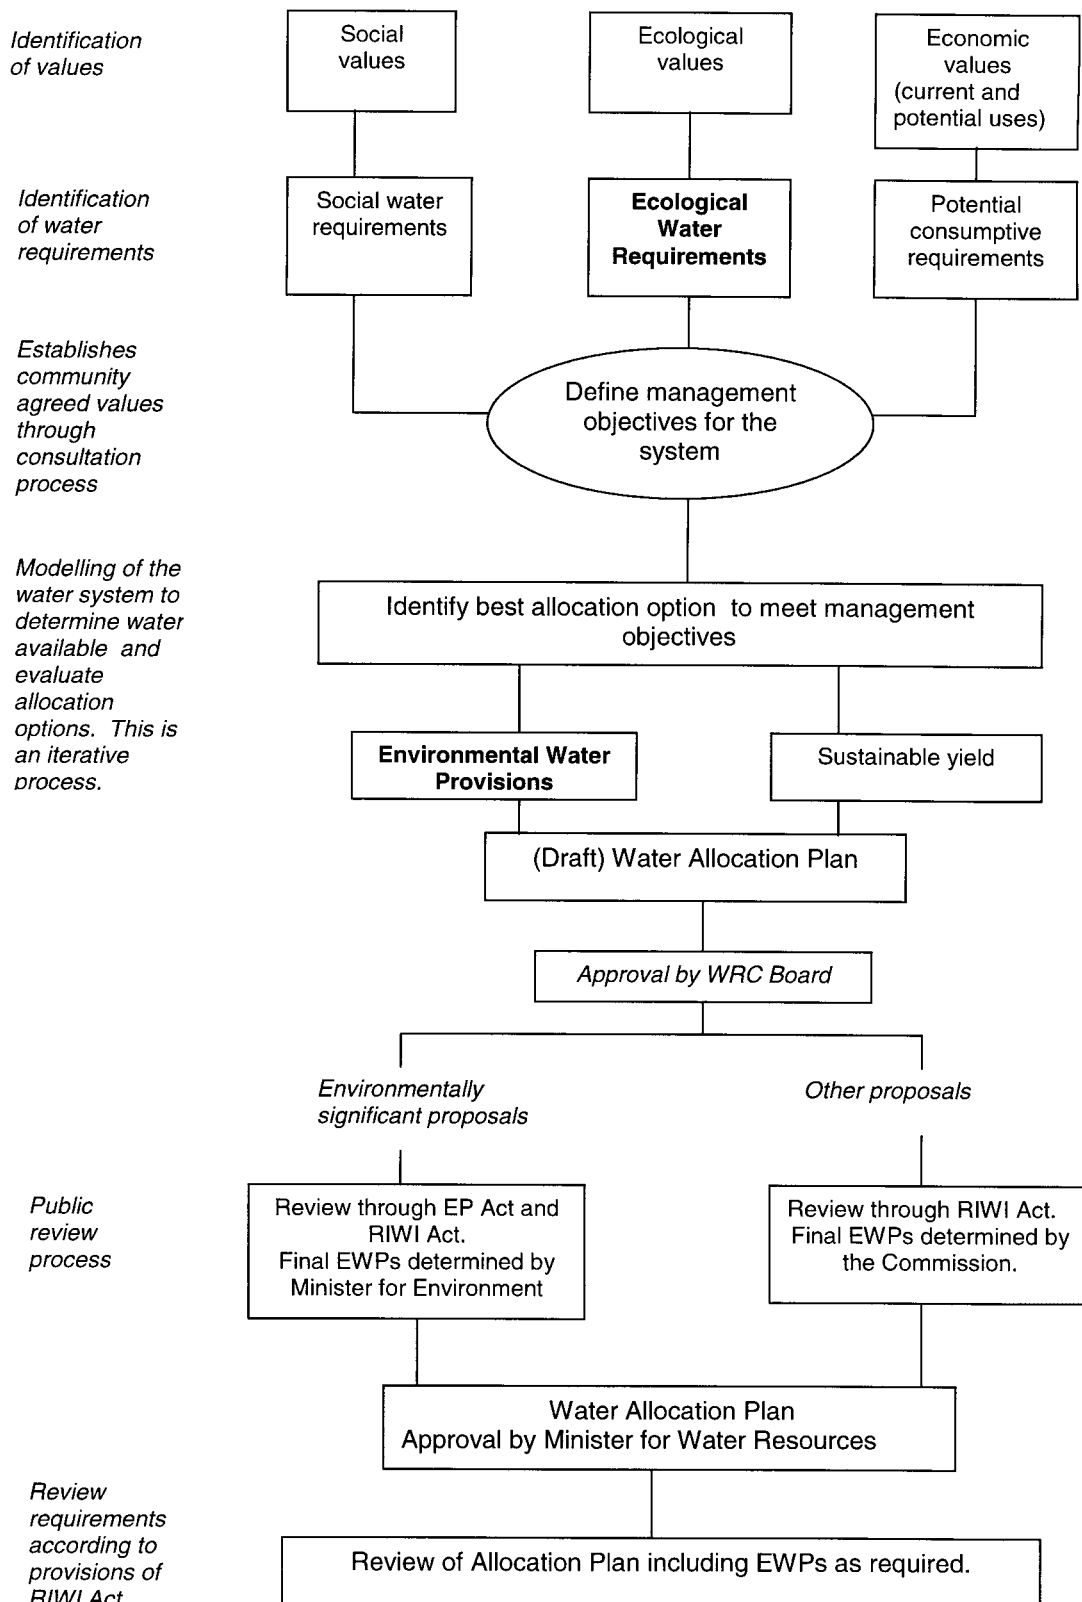 Identification
of values
Social
values
Ecological
values
Economic
values
(current and
potential uses)
Identification
of water
requirements
Social water
requirements
Ecological
Water
Requirements
Potential
consumptive
requirements
Establishes
community
agreed values
through
consultation
process
Define management
objectives for the
system
Modelling of the
water system to
determine water
available and
evaluate
allocation
options. This is
an iterative
process.
Identify best allocation option to meet management
objectives
Environmental Water
Provisions
Sustainable yield
(Draft) Water Allocation Plan
Approval by WRC Board
Environmentally
significant proposals
Other proposals
Public
review
process
Review through EP Act and
RIWI Act.
Final EWPs determined by
Minister for Environment
Review through RIWI Act.
Final EWPs determined by
the Commission.
Water Allocation Plan
Approval by Minister for Water Resources
Review
requirements
according to
provisions of
RIWI Act
Review of Allocation Plan including EWPs as required.